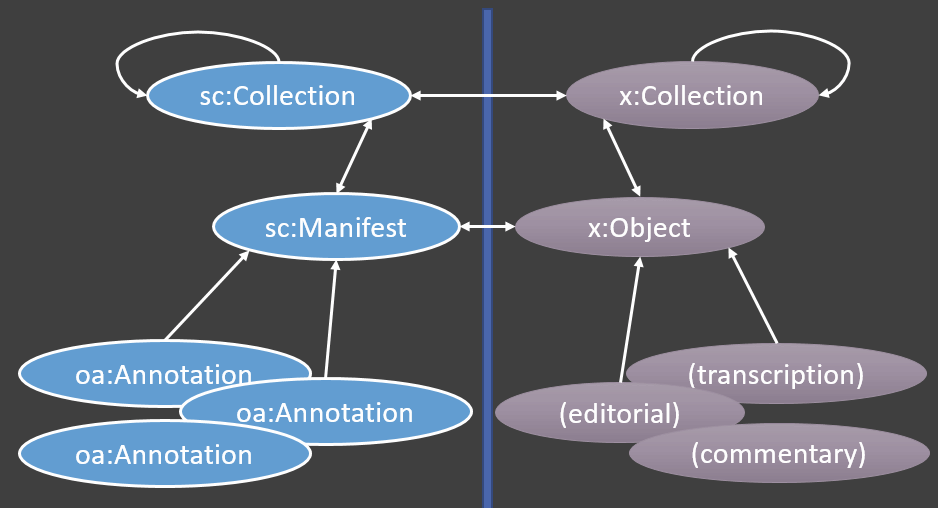 sc:Collection
x:Collection
sc:Manifest
x:Object
oa:Annotation
(transcription)
oa:Annotation
(editorial)
oa:Annotation
(commentary)